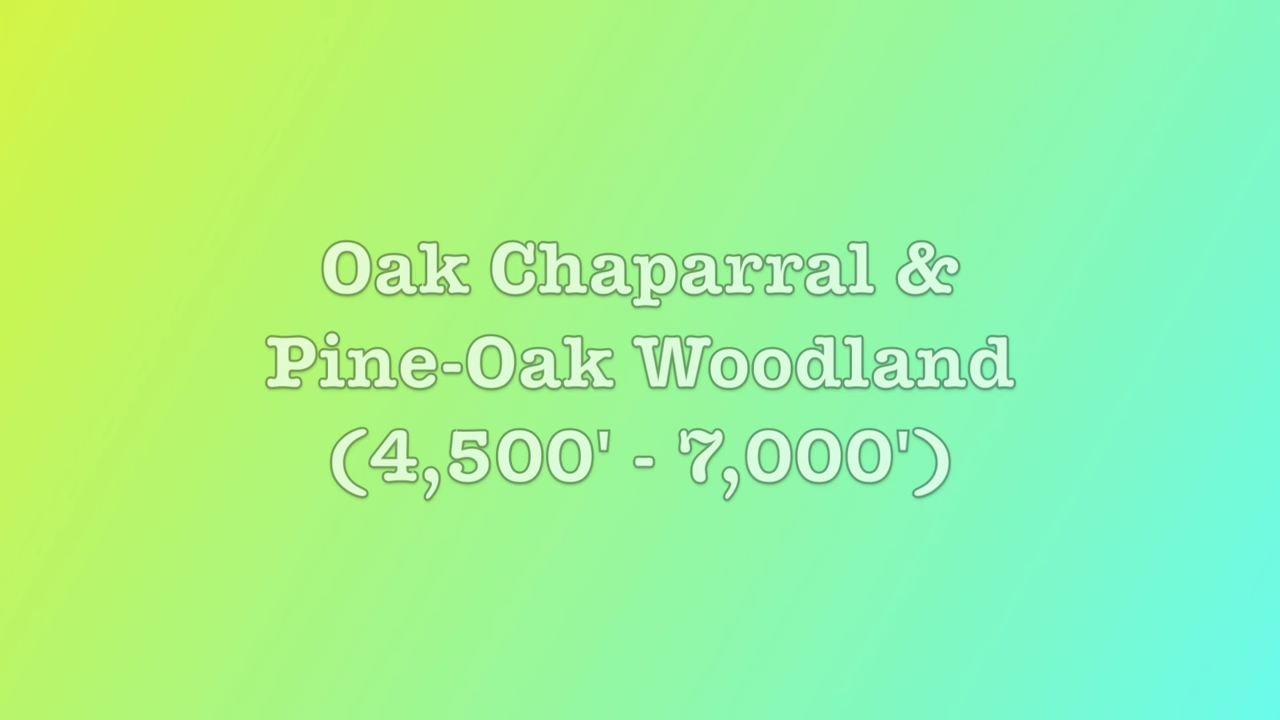 Oak Chaparral &
Pine-Oak Woodland
(4,500' - 7,000')